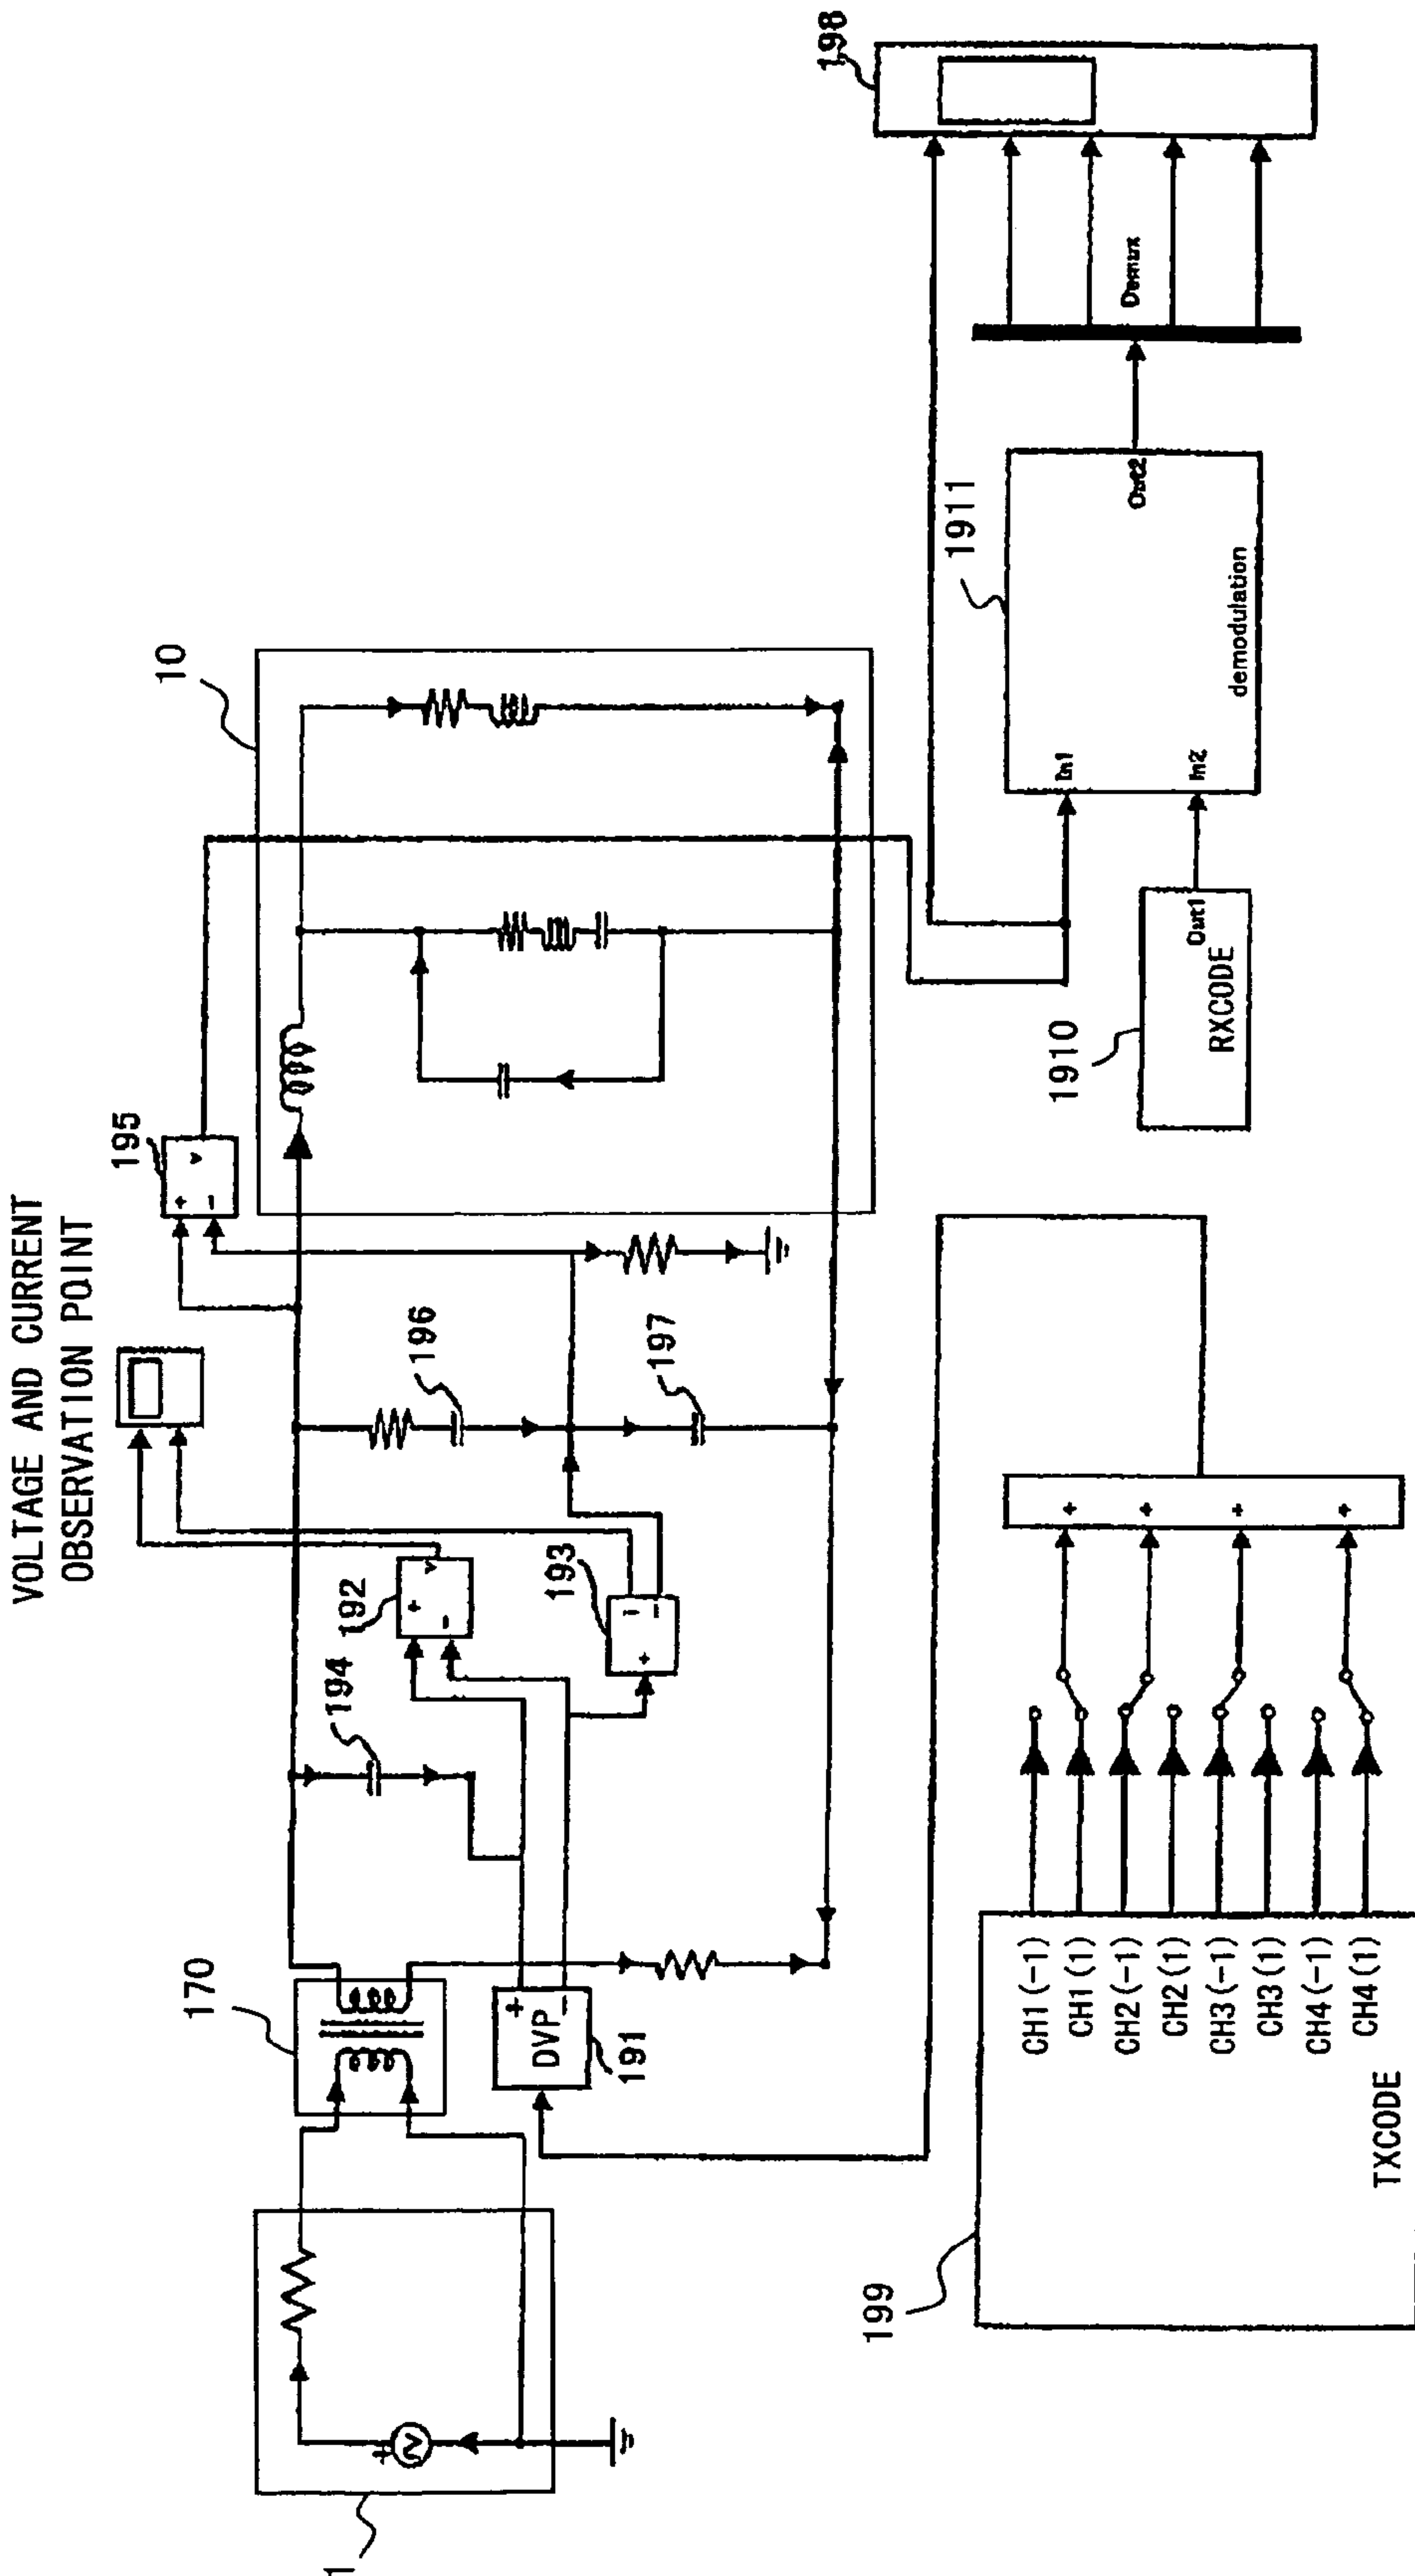 VOLTAGE AND CURRENT
OBSERVATION POINT
198
10
195
196
197
192
193
194
170
DVP
191
1
Demux
1911
Out2
demodulation
In1
In2
Out1
RXCODE
1910
CH1(-1)
CH1(1)
CH2(-1)
CH2(1)
CH3(-1)
CH3(1)
CH4(-1)
CH4(1)
TXCODE
199